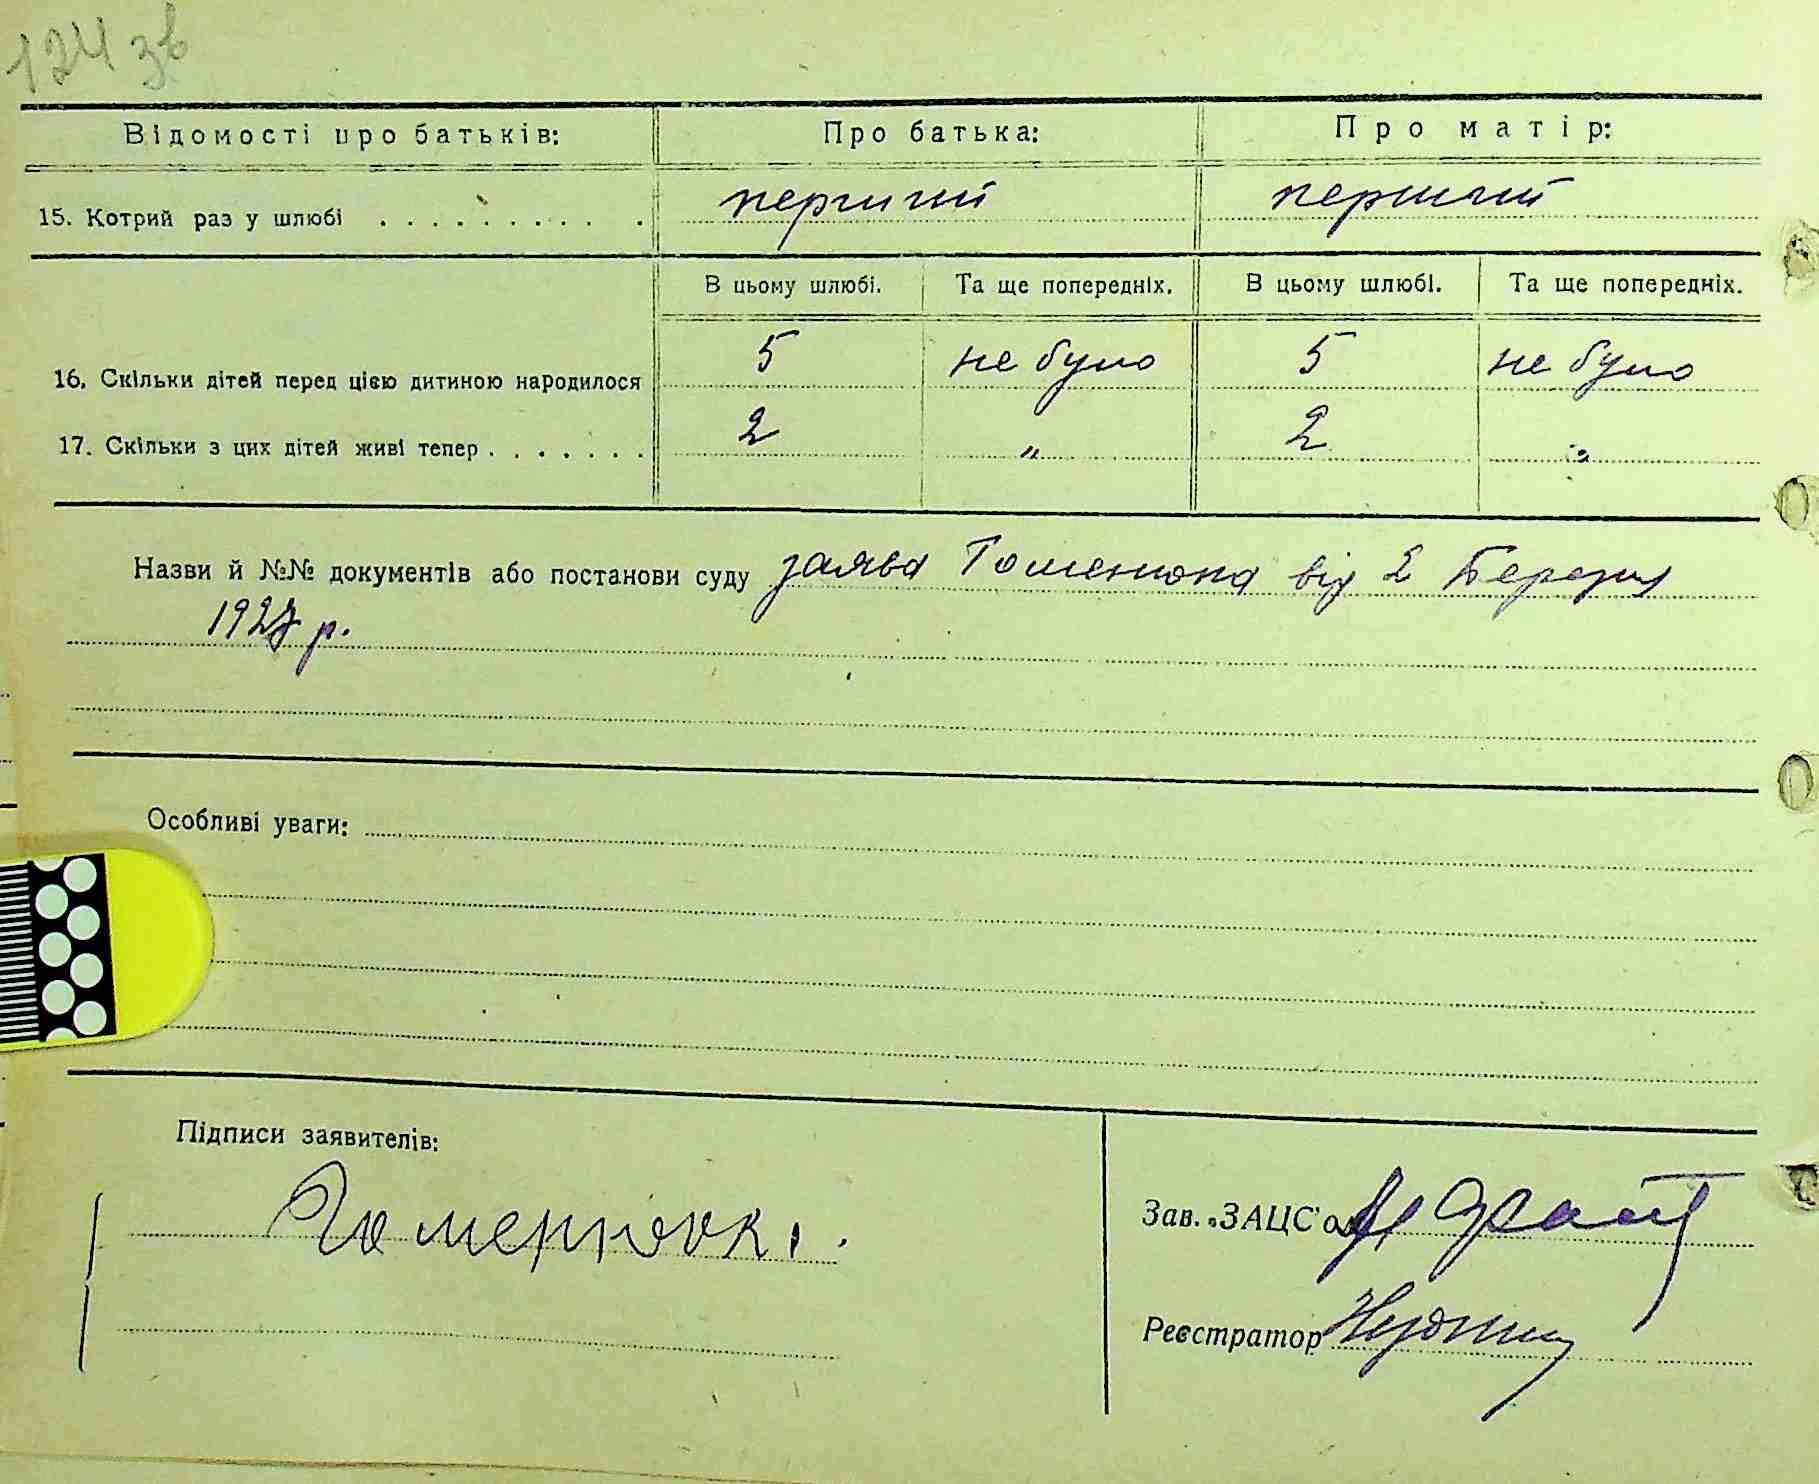 124 зв
Відомості про батьків: Про батька: Про матір:
15. Котрий раз у шлюбі . . . . . . . . . . перший перший
В цьому шлюбі. Та ще попередніх. В цьому шлюбі. Та ще попередніх.
16. Скільки дітей перед цією дитиною народилося 5 не було 5 не було
17. Скільки з цих дітей живі тепер . . . . . . . 2 " 2 "
Назви й №№ документів або постанови суду заява Гоменюка від 2 Березня
1927 р.
Особливі уваги:
Підписи заявителів:
Гоменюк
Зав. „ЗАЦС'ом
Реєстратор